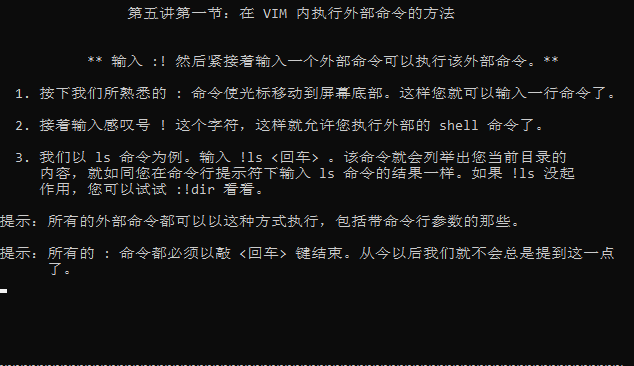 第五讲第一节：在 VIM 内执行外部命令的方法
** 输入 :! 然后紧接着输入一个外部命令可以执行该外部命令。**
1. 按下我们所熟悉的 : 命令使光标移动到屏幕底部。这样您就可以输入一行命令了。
2. 接着输入感叹号 ! 这个字符，这样就允许您执行外部的 shell 命令了。
3. 我们以 ls 命令为例。输入 !ls <回车> 。该命令就会列举出您当前目录的
内容，就如同您在命令行提示符下输入 ls 命令的结果一样。如果 !ls 没起
作用，您可以试试 :!dir 看看。
提示：所有的外部命令都可以以这种方式执行，包括带命令行参数的那些。
提示：所有的 : 命令都必须以敲 <回车> 键结束。从今以后我们就不会总是提到这一点
了。